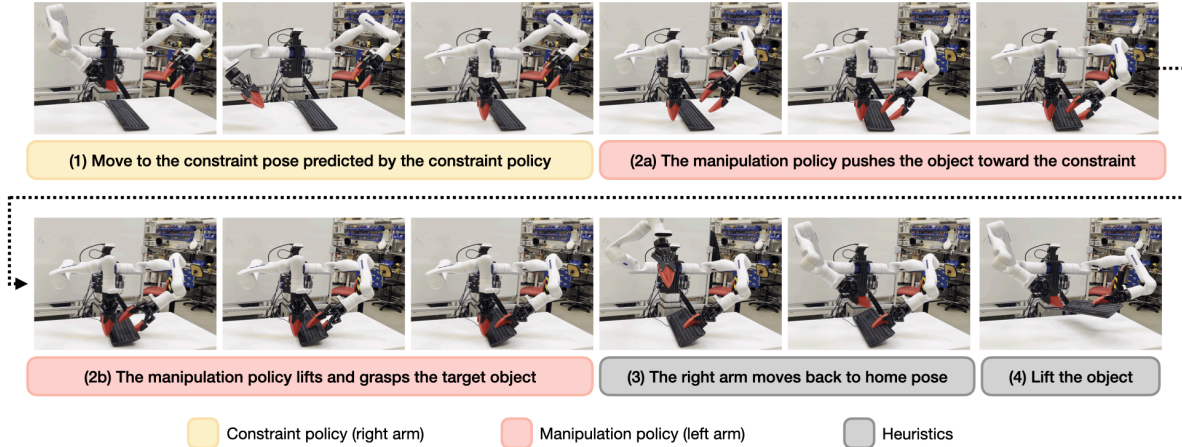 (1) Move to the constraint pose predicted by the constraint policy
(2a) The manipulation policy pushes the object toward the constraint
(2b) The manipulation policy lifts and grasps the target object
(3) The right arm moves back to home pose
(4) Lift the object
Constraint policy (right arm)
Manipulation policy (left arm)
Heuristics